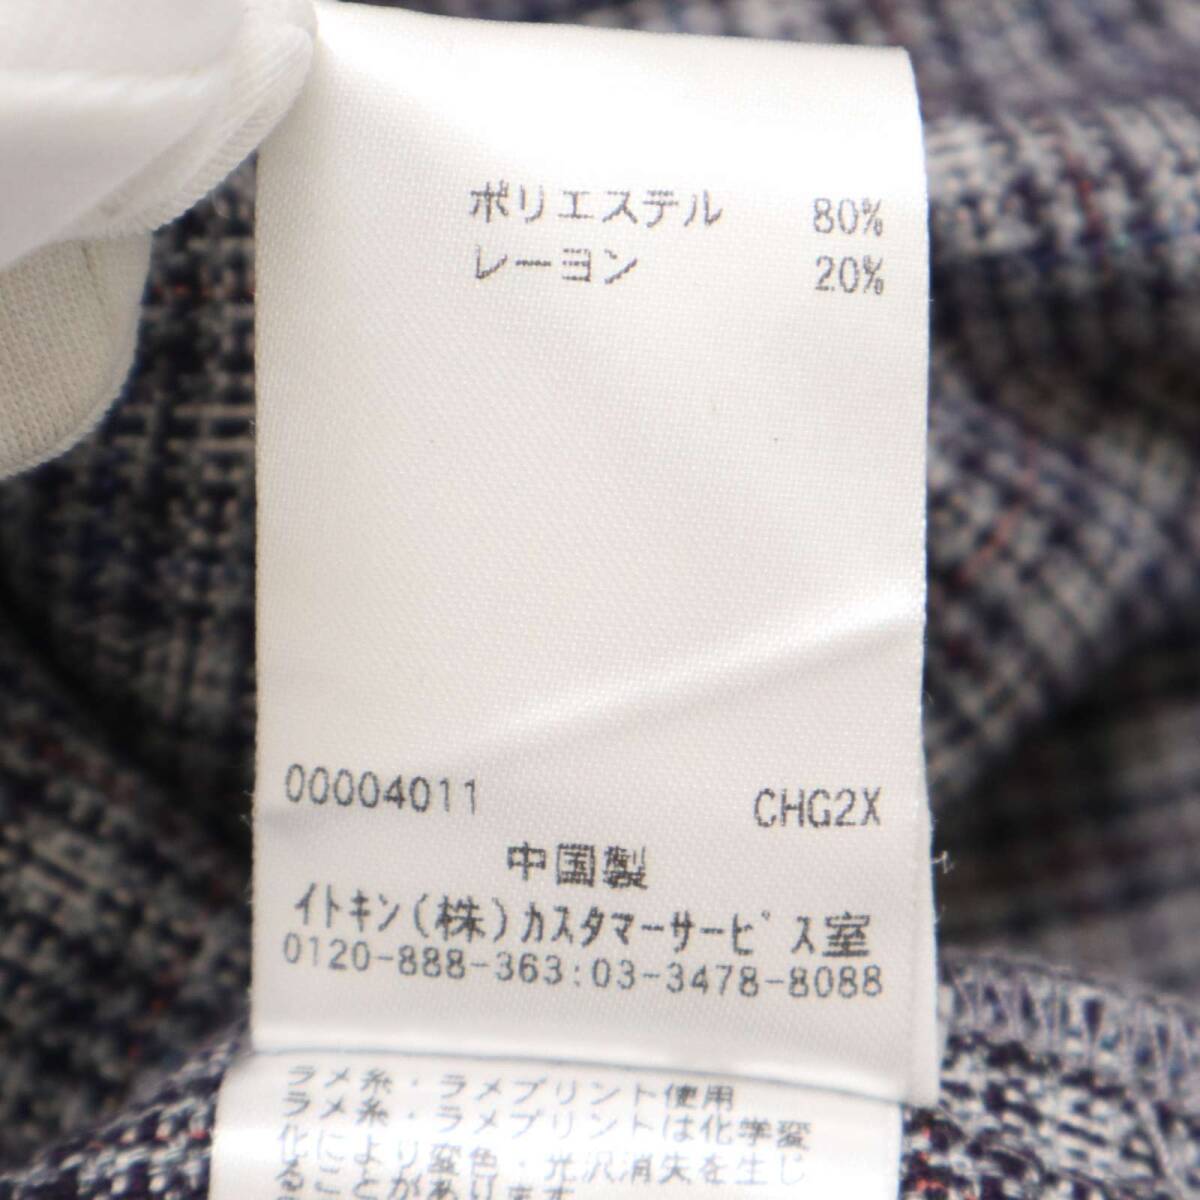 ポリエステル 80%
レーヨン 20%
00004011 CHG2X
中国製
イトキン(株)カスタマーサービス室
0120-888-363:03-3478-8088
ラメ糸・ラメプリント使用
ラメ糸・ラメプリントは化学変
化により変色・光沢消失を生じ
ることがあります